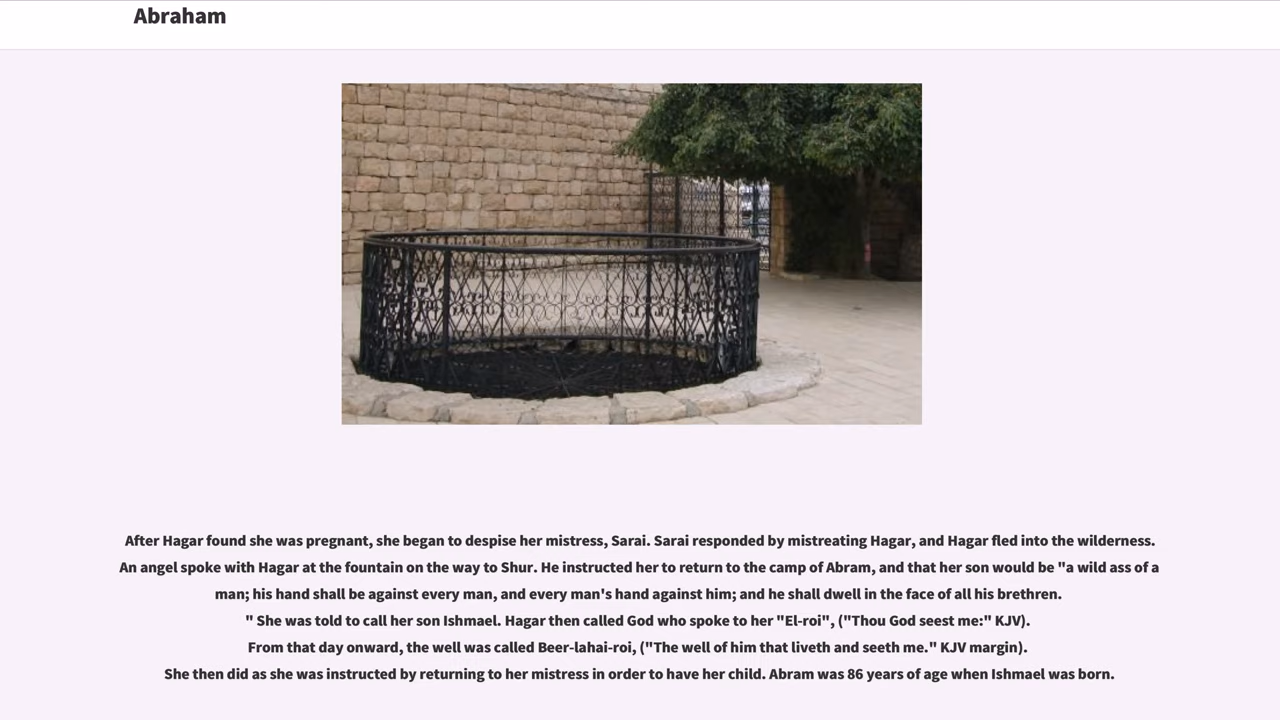 Abraham
After Hagar found she was pregnant, she began to despise her mistress, Sarai. Sarai responded by mistreating Hagar, and Hagar fled into the wilderness.
An angel spoke with Hagar at the fountain on the way to Shur. He instructed her to return to the camp of Abram, and that her son would be "a wild ass of a
man; his hand shall be against every man, and every man's hand against him; and he shall dwell in the face of all his brethren.
" She was told to call her son Ishmael. Hagar then called God who spoke to her "El-roi", ("Thou God seest me:" KJV).
From that day onward, the well was called Beer-lahai-roi, ("The well of him that liveth and seeth me." KJV margin).
She then did as she was instructed by returning to her mistress in order to have her child. Abram was 86 years of age when Ishmael was born.